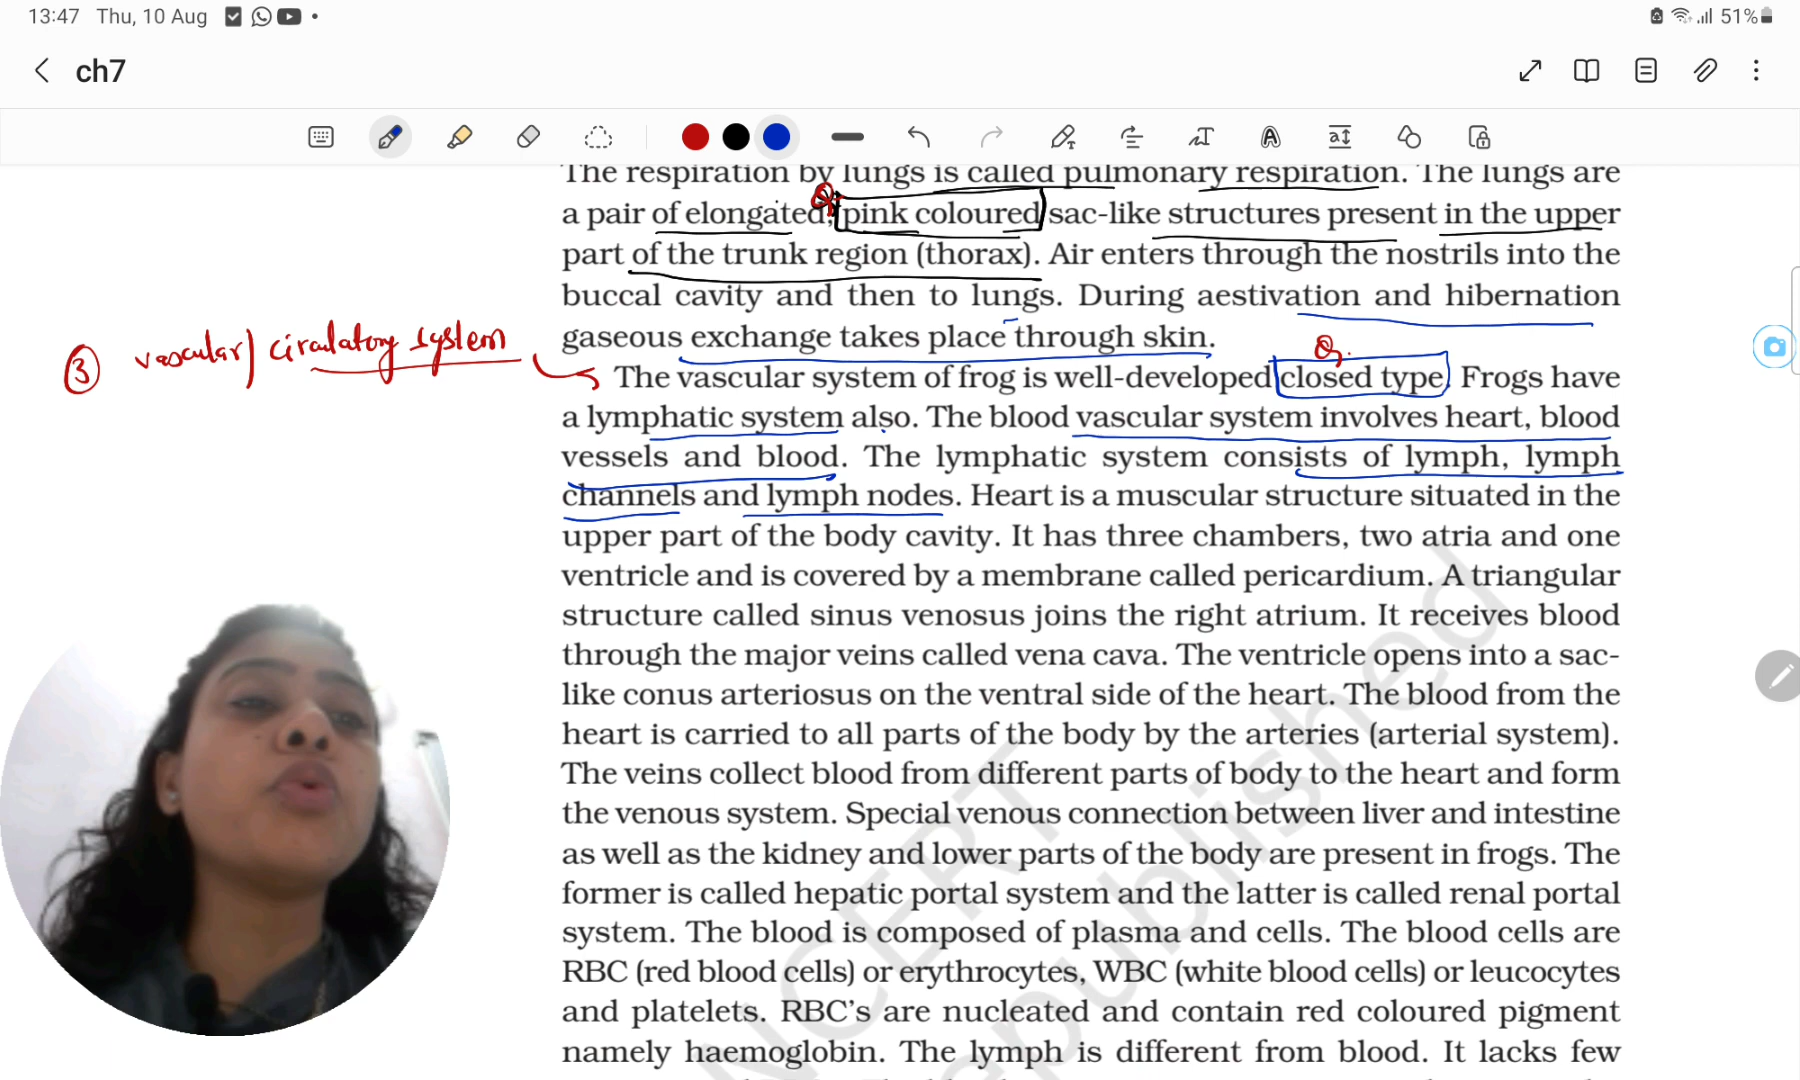 13:47 Thu, 10 Aug
51%
ch7
The respiration by lungs is called pulmonary respiration. The lungs are
a pair of elongated, pink coloured sac-like structures present in the upper
part of the trunk region (thorax). Air enters through the nostrils into the
buccal cavity and then to lungs. During aestivation and hibernation
gaseous exchange takes place through skin.
③ vascular/circulatory system
Q.
The vascular system of frog is well-developed closed type. Frogs have
a lymphatic system also. The blood vascular system involves heart, blood
vessels and blood. The lymphatic system consists of lymph, lymph
channels and lymph nodes. Heart is a muscular structure situated in the
upper part of the body cavity. It has three chambers, two atria and one
ventricle and is covered by a membrane called pericardium. A triangular
structure called sinus venosus joins the right atrium. It receives blood
through the major veins called vena cava. The ventricle opens into a sac-
like conus arteriosus on the ventral side of the heart. The blood from the
heart is carried to all parts of the body by the arteries (arterial system).
The veins collect blood from different parts of body to the heart and form
the venous system. Special venous connection between liver and intestine
as well as the kidney and lower parts of the body are present in frogs. The
former is called hepatic portal system and the latter is called renal portal
system. The blood is composed of plasma and cells. The blood cells are
RBC (red blood cells) or erythrocytes, WBC (white blood cells) or leucocytes
and platelets. RBC's are nucleated and contain red coloured pigment
namely haemoglobin. The lymph is different from blood. It lacks few
NCERT
republished